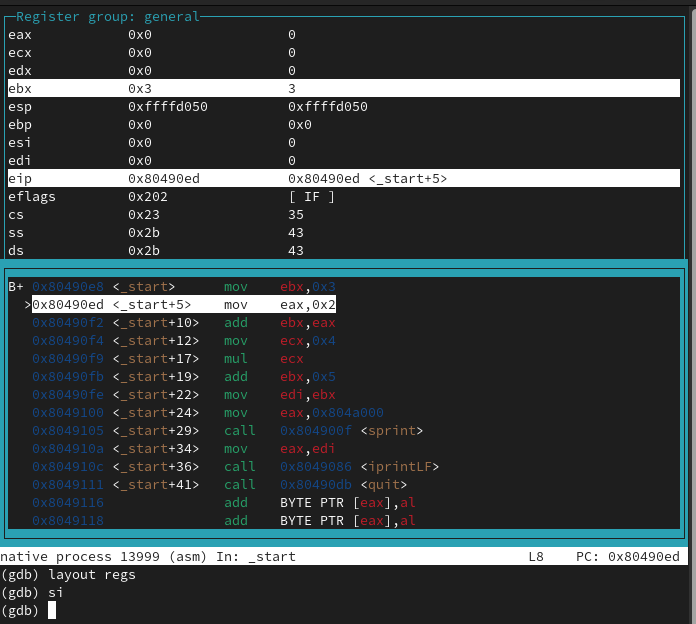 Register group: general
eax 0x0 0
ecx 0x0 0
edx 0x0 0
ebx 0x3 3
esp 0xffffd050 0xffffd050
ebp 0x0 0x0
esi 0x0 0
edi 0x0 0
eip 0x80490ed 0x80490ed <_start+5>
eflags 0x202 [ IF ]
cs 0x23 35
ss 0x2b 43
ds 0x2b 43
B+ 0x80490e8 <_start> mov ebx,0x3
>0x80490ed <_start+5> mov eax,0x2
0x80490f2 <_start+10> add ebx,eax
0x80490f4 <_start+12> mov ecx,0x4
0x80490f9 <_start+17> mul ecx
0x80490fb <_start+19> add ebx,0x5
0x80490fe <_start+22> mov edi,ebx
0x8049100 <_start+24> mov eax,0x804a000
0x8049105 <_start+29> call 0x804900f <sprint>
0x804910a <_start+34> mov eax,edi
0x804910c <_start+36> call 0x8049086 <iprintLF>
0x8049111 <_start+41> call 0x80490db <quit>
0x8049116 add BYTE PTR [eax],al
0x8049118 add BYTE PTR [eax],al
native process 13999 (asm) In: _start L8 PC: 0x80490ed
(gdb) layout regs
(gdb) si
(gdb)